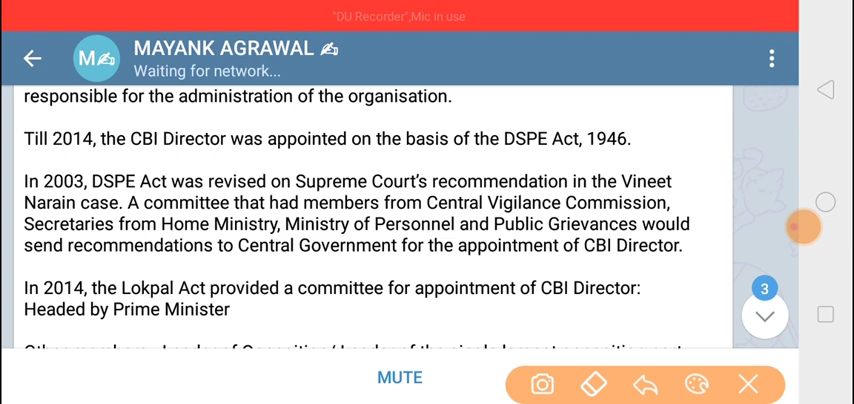 "DU Recorder",Mic in use
MAYANK AGRAWAL ✍
Waiting for network...
responsible for the administration of the organisation.
Till 2014, the CBI Director was appointed on the basis of the DSPE Act, 1946.
In 2003, DSPE Act was revised on Supreme Court's recommendation in the Vineet
Narain case. A committee that had members from Central Vigilance Commission,
Secretaries from Home Ministry, Ministry of Personnel and Public Grievances would
send recommendations to Central Government for the appointment of CBI Director.
In 2014, the Lokpal Act provided a committee for appointment of CBI Director:
Headed by Prime Minister
3
MUTE